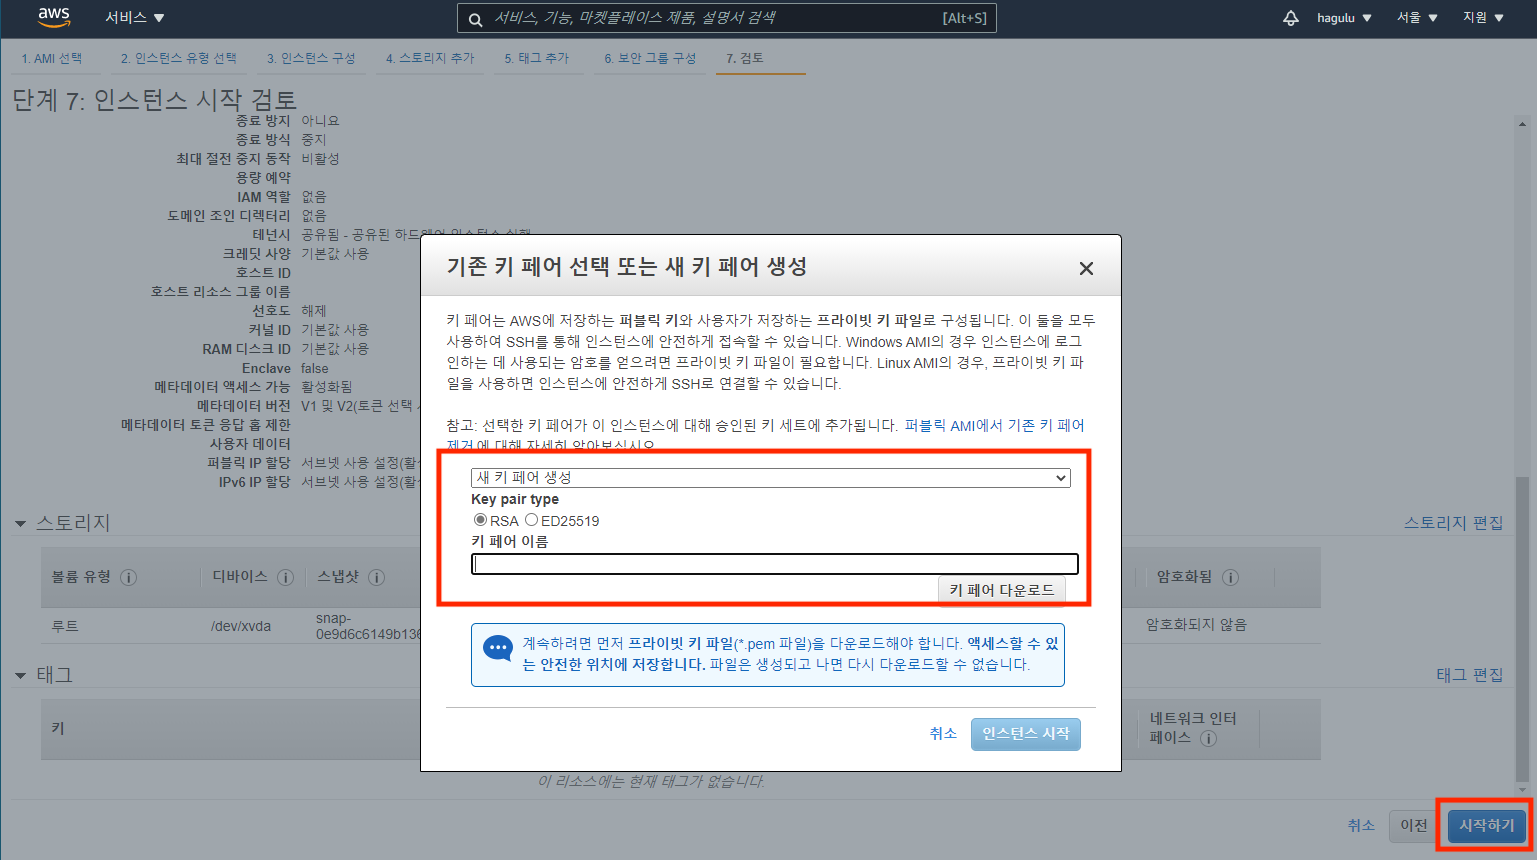 aws 서비스 서비스, 기능, 마켓플레이스 제품, 설명서 검색 [Alt+S] hagulu 서울 지원
1. AMI 선택 2. 인스턴스 유형 선택 3. 인스턴스 구성 4. 스토리지 추가 5. 태그 추가 6. 보안 그룹 구성 7. 검토
단계 7: 인스턴스 시작 검토
종료 방지 아니요
종료 방식 중지
최대 절전 중지 동작 비활성
용량 예약
IAM 역할 없음
도메인 조인 디렉터리 없음
테넌시 공유됨 - 공유된 하드웨어 인스턴스 실행
크레딧 사양 기본값 사용
호스트 ID
호스트 리소스 그룹 이름
선호도 해제
커널 ID 기본값 사용
RAM 디스크 ID 기본값 사용
Enclave false
메타데이터 액세스 가능 활성화됨
메타데이터 버전 V1 및 V2(토큰 선택
메타데이터 토큰 응답 홉 제한
사용자 데이터
퍼블릭 IP 할당 서브넷 사용 설정(활
IPv6 IP 할당 서브넷 사용 설정(활
스토리지 스토리지 편집
볼륨 유형 디바이스 스냅샷 암호화됨
루트 /dev/xvda snap-
0e9d6c6149b136 암호화되지 않음
태그 태그 편집
키 네트워크 인터
페이스
이 리소스에는 현재 태그가 없습니다.
취소 이전 시작하기
기존 키 페어 선택 또는 새 키 페어 생성
키 페어는 AWS에 저장하는 퍼블릭 키와 사용자가 저장하는 프라이빗 키 파일로 구성됩니다. 이 둘을 모두
사용하여 SSH를 통해 인스턴스에 안전하게 접속할 수 있습니다. Windows AMI의 경우 인스턴스에 로그
인하는 데 사용되는 암호를 얻으려면 프라이빗 키 파일이 필요합니다. Linux AMI의 경우, 프라이빗 키 파
일을 사용하면 인스턴스에 안전하게 SSH로 연결할 수 있습니다.
참고: 선택한 키 페어가 이 인스턴스에 대해 승인된 키 세트에 추가됩니다. 퍼블릭 AMI에서 기존 키 페어
제거에 대해 자세히 알아보십시오
새 키 페어 생성
Key pair type
RSA ED25519
키 페어 이름
키 페어 다운로드
계속하려면 먼저 프라이빗 키 파일(*.pem 파일)을 다운로드해야 합니다. 액세스할 수 있
는 안전한 위치에 저장합니다. 파일은 생성되고 나면 다시 다운로드할 수 없습니다.
취소 인스턴스 시작